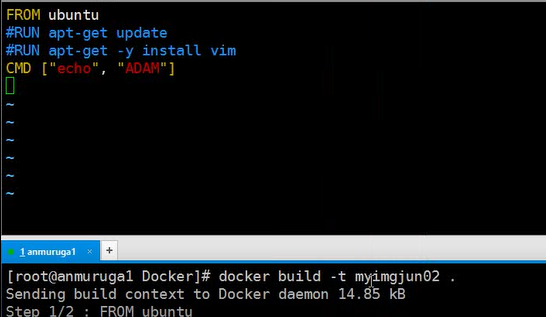 FROM ubuntu
#RUN apt-get update
#RUN apt-get -y install vim
CMD ["echo", "ADAM"]
~
~
~
~
~
~
1 anmuruga1 × +
[root@anmuruga1 Docker]# docker build -t myimgjun02 .
Sending build context to Docker daemon 14.85 kB
Step 1/2 : FROM ubuntu